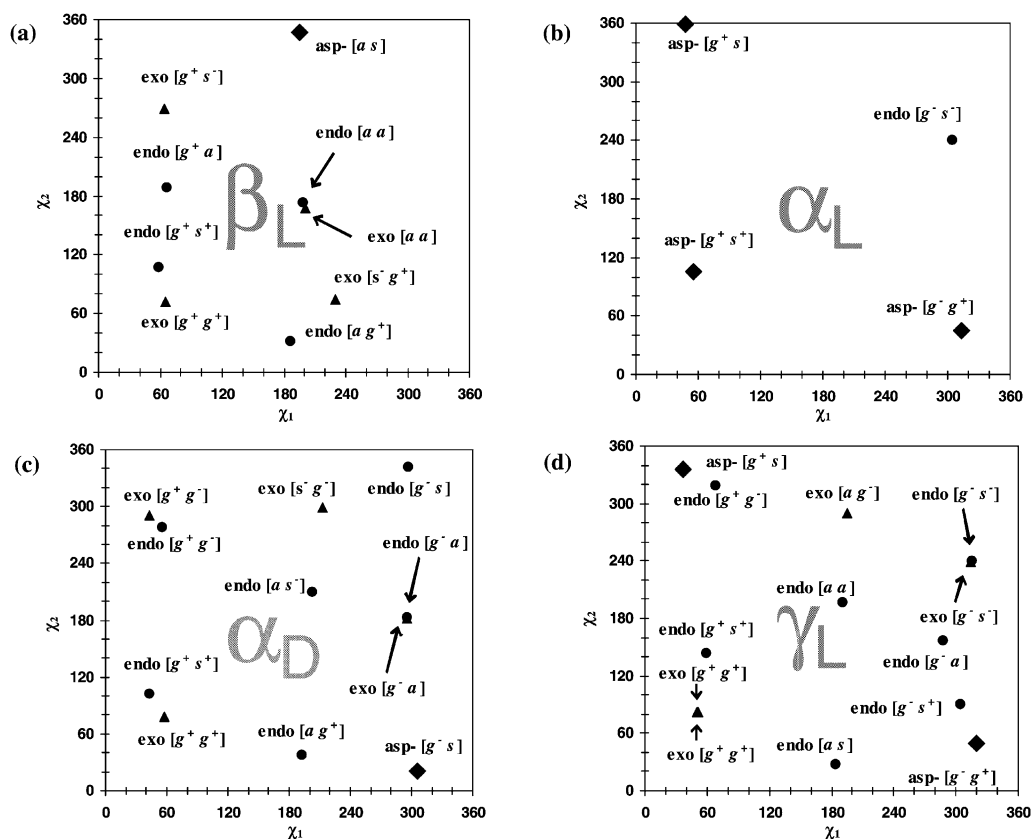 (a)
360
300
240
180
120
60
0
χ2
0 60 120 180 240 300 360
χ1
asp- [a s]
exo [g+ s-]
endo [a a]
endo [g+ a]
βL
endo [g+ s+]
exo [a a]
exo [s- g+]
exo [g+ g+]
endo [a g+]
(b)
360
300
240
180
120
60
0
χ2
0 60 120 180 240 300 360
χ1
asp- [g+ s]
endo [g- s-]
αL
asp- [g+ s+]
asp- [g- g+]
(c)
360
300
240
180
120
60
0
χ2
0 60 120 180 240 300 360
χ1
exo [g+ g-]
exo [s- g-]
endo [g- s]
endo [g+ g-]
endo [g- a]
endo [a s-]
αD
endo [g+ s+]
exo [g- a]
exo [g+ g+]
endo [a g+]
asp- [g- s]
(d)
360
300
240
180
120
60
0
χ2
0 60 120 180 240 300 360
χ1
asp- [g+ s]
endo [g+ g-]
exo [a g-]
endo [g- s-]
endo [a a]
endo [g+ s+]
γL
exo [g- s-]
exo [g+ g+]
endo [g- a]
endo [g- s+]
exo [g+ g+]
endo [a s]
asp- [g- g+]